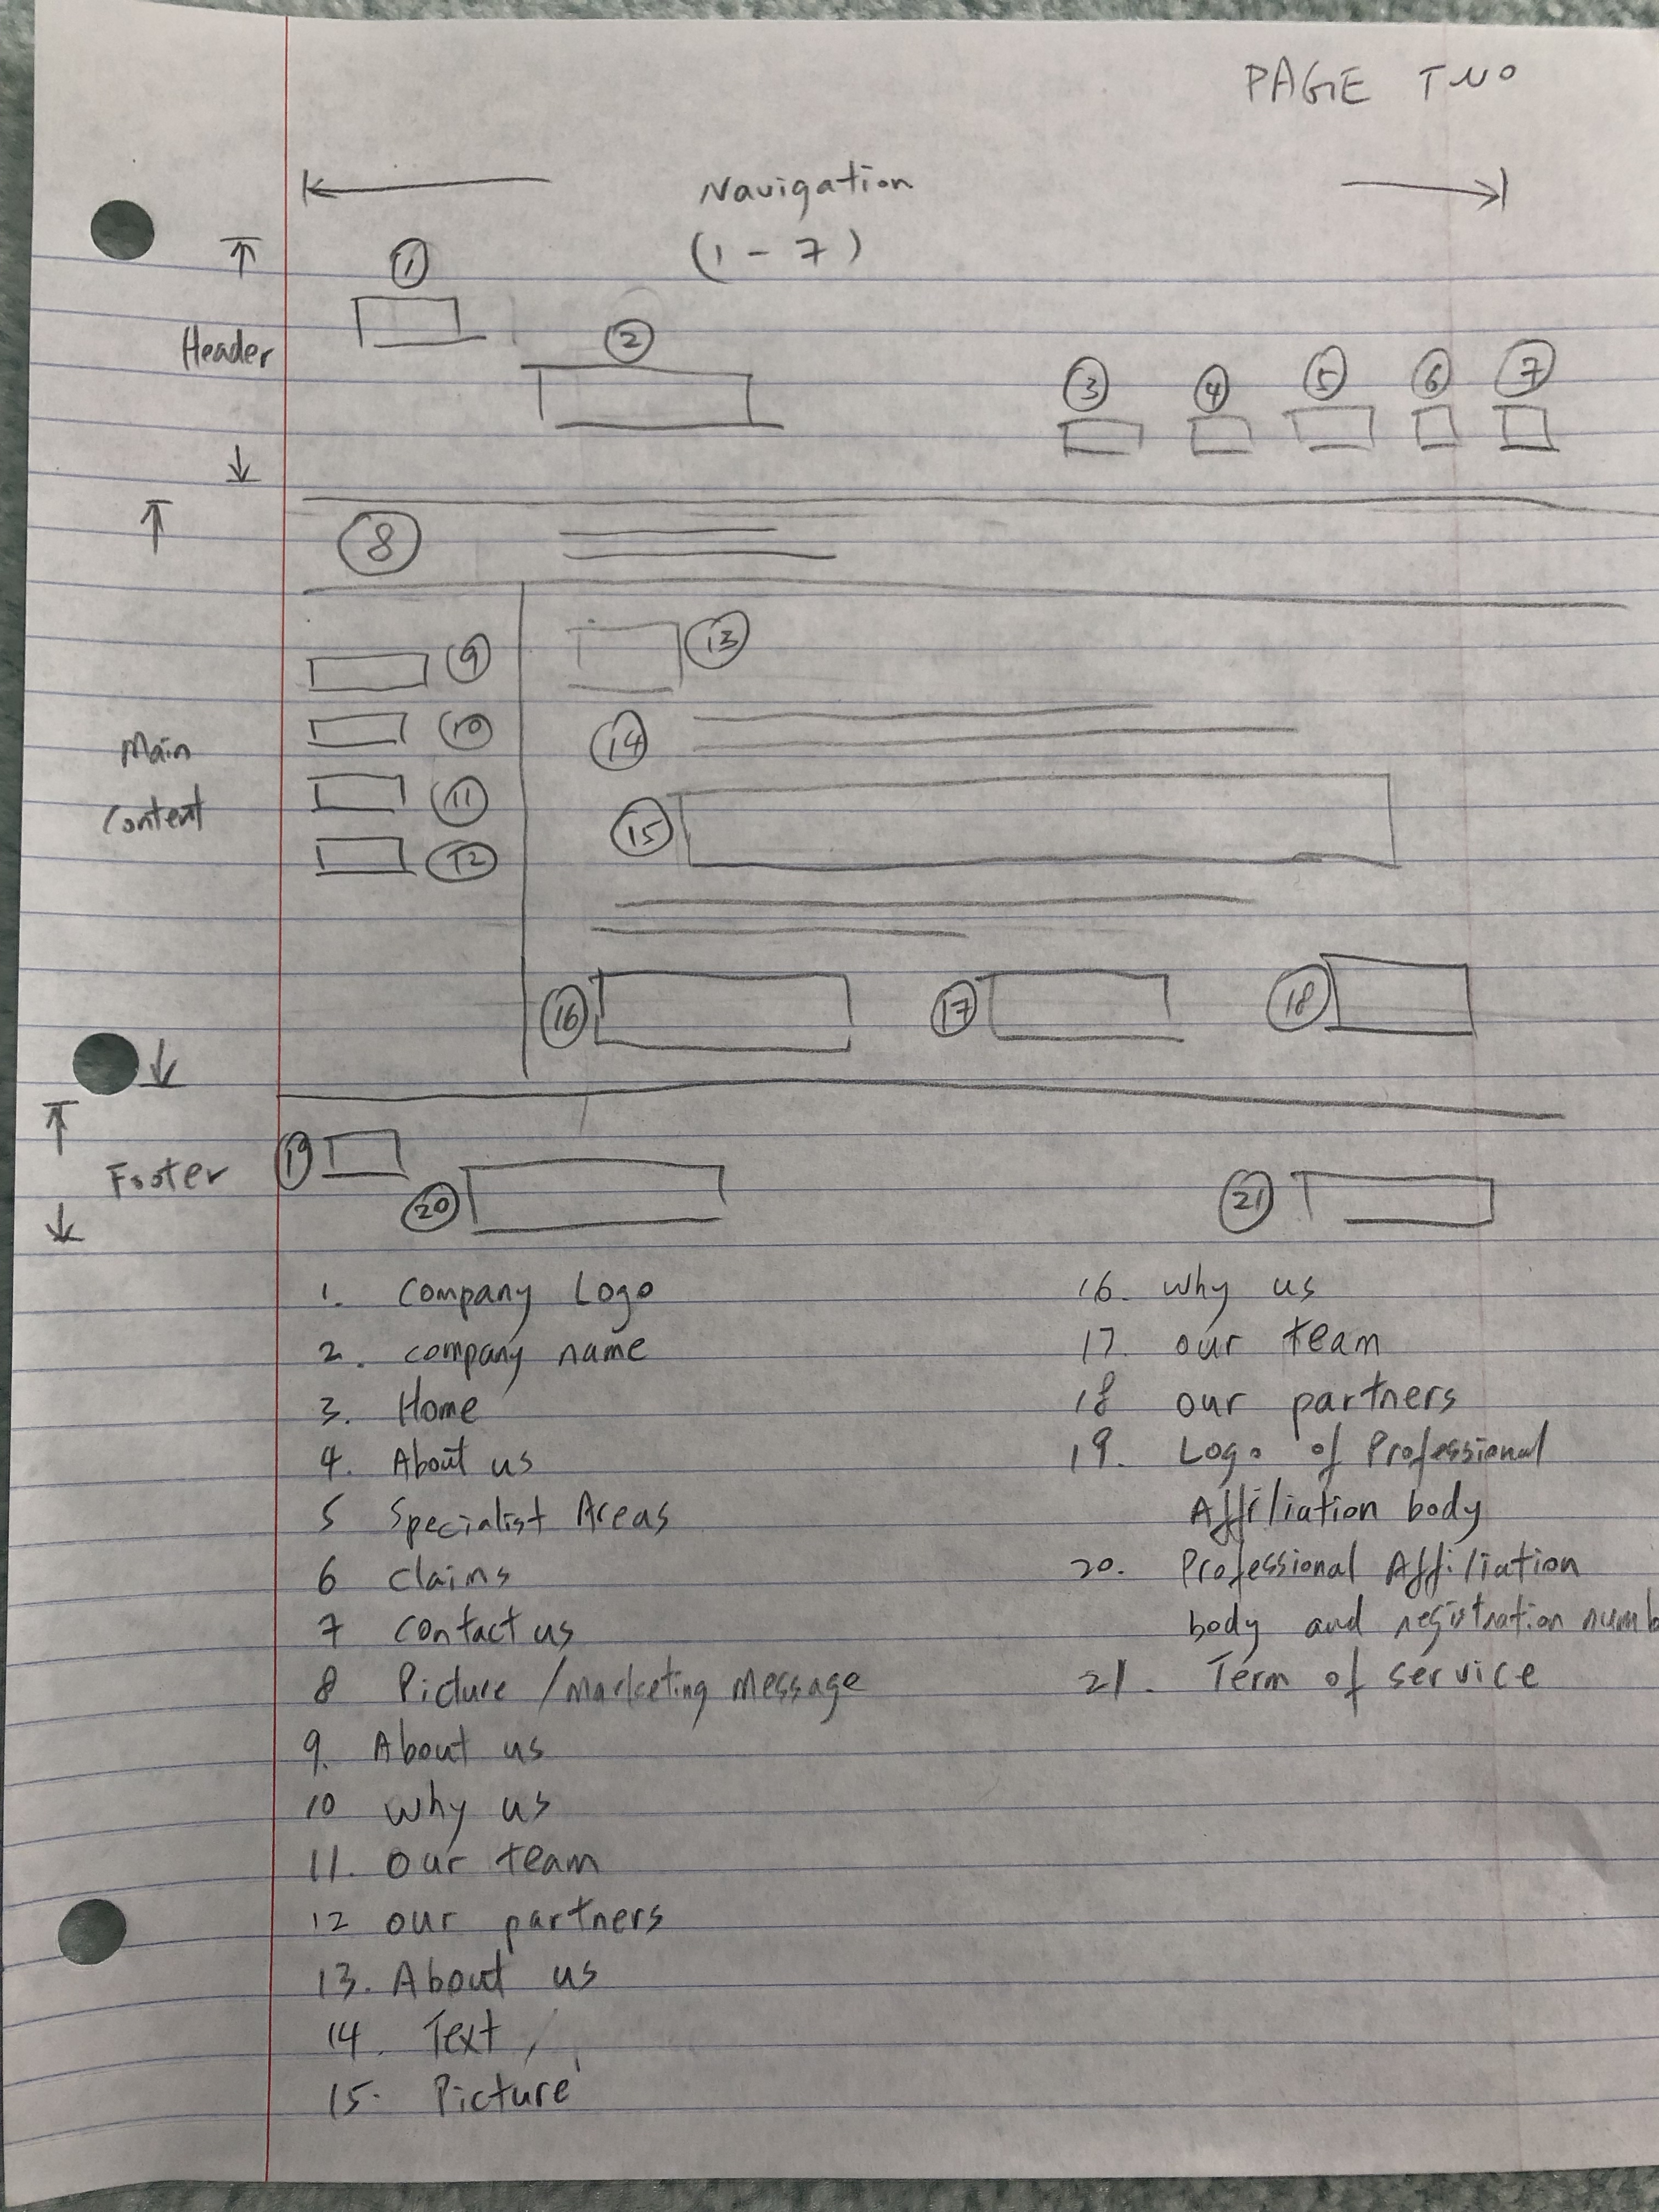 PAGE TWO
Navigation
(1 - 7)
1
2
Header
3 4 5 6 7
8
9
13
10
14
Main
11
Content
15
12
16 17 18
19
Footer
20
21
1. Company Logo
2. company name
3. Home
4. About us
5 Specialist Areas
6 claims
7 contact us
8 Picture / marketing message
9. About us
10 why us
11. our team
12 our partners
13. About us
14. Text
15. Picture
16. why us
17. our team
18 our partners
19. Logo of Professional
Affiliation body
20. Professional Affiliation
body and registration numb
21. Term of service